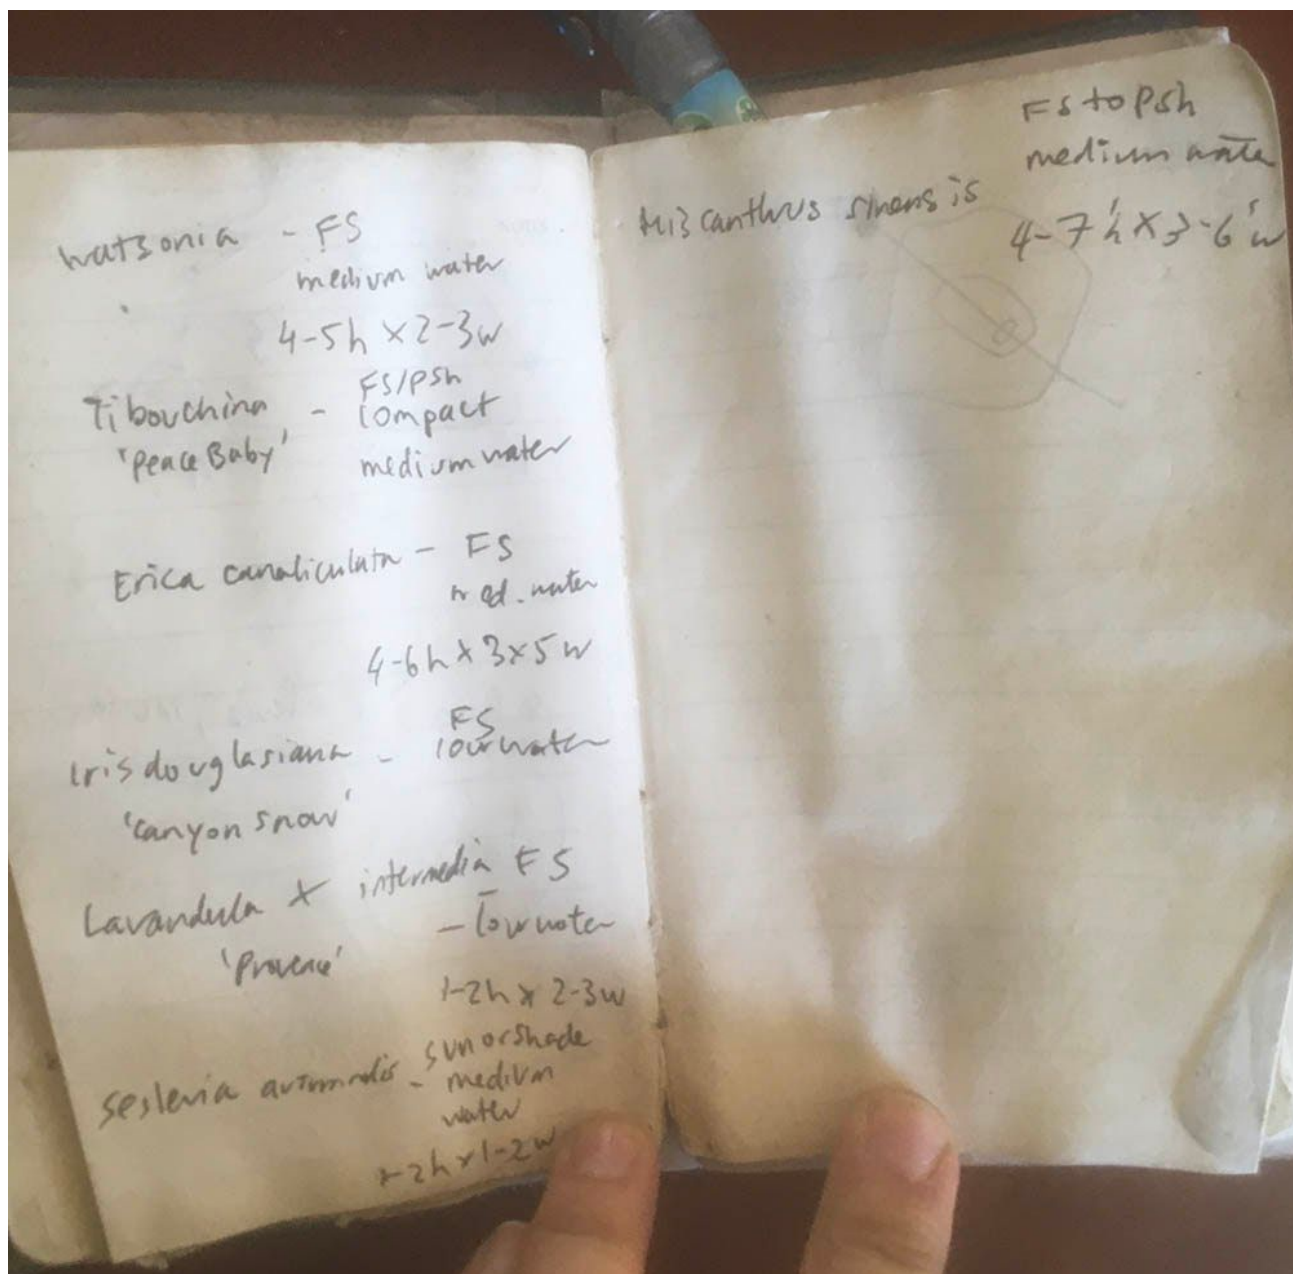 Watsonia - FS
medium water
4-5h x 2-3w
Tibouchina - FS/PSh
'Peace Baby' compact
medium water
Erica canaliculata - FS
med. water
4-6h x 3x5w
Iris douglasiana - FS
low water
'Canyon Snow'
Lavandula x intermedia FS
'Provence' - low water
1-2h x 2-3w
Sesleria autumnalis - sun or shade
medium
water
1-2h x 1-2w
FS to PSh
medium water
Miscanthus sinensis
4-7'h x 3-6'w